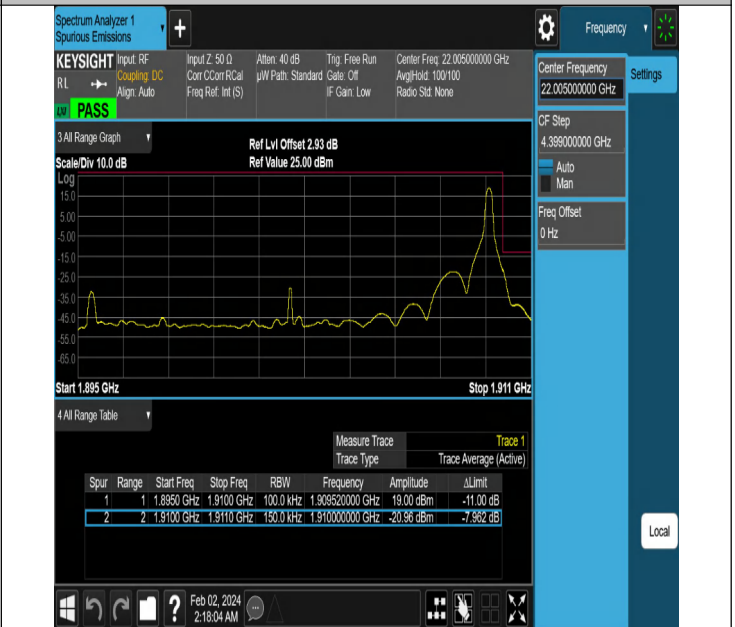 Spectrum Analyzer 1
Spurious Emissions
+
Frequency
KEYSIGHT Input: RF Input Z: 50 Ω Atten: 40 dB Trig: Free Run Center Freq: 22.005000000 GHz
RL Coupling: DC Corr CCorr RCal µW Path: Standard Gate: Off Avg|Hold: 100/100
Align: Auto Freq Ref: Int (S) IF Gain: Low Radio Std: None
PASS
Center Frequency
22.005000000 GHz
Settings
CF Step
4.399000000 GHz
Auto
Man
Freq Offset
0 Hz
3 All Range Graph
Ref Lvl Offset 2.93 dB
Scale/Div 10.0 dB Ref Value 25.00 dBm
Log
15.0
5.00
-5.00
-15.0
-25.0
-35.0
-45.0
-55.0
-65.0
Start 1.895 GHz Stop 1.911 GHz
4 All Range Table
Measure Trace Trace 1
Trace Type Trace Average (Active)
Spur Range Start Freq Stop Freq RBW Frequency Amplitude ΔLimit
1 1 1.8950 GHz 1.9100 GHz 100.0 kHz 1.909520000 GHz 19.00 dBm -11.00 dB
2 2 1.9100 GHz 1.9110 GHz 150.0 kHz 1.910000000 GHz -20.96 dBm -7.962 dB
Local
? Feb 02, 2024
2:18:04 AM